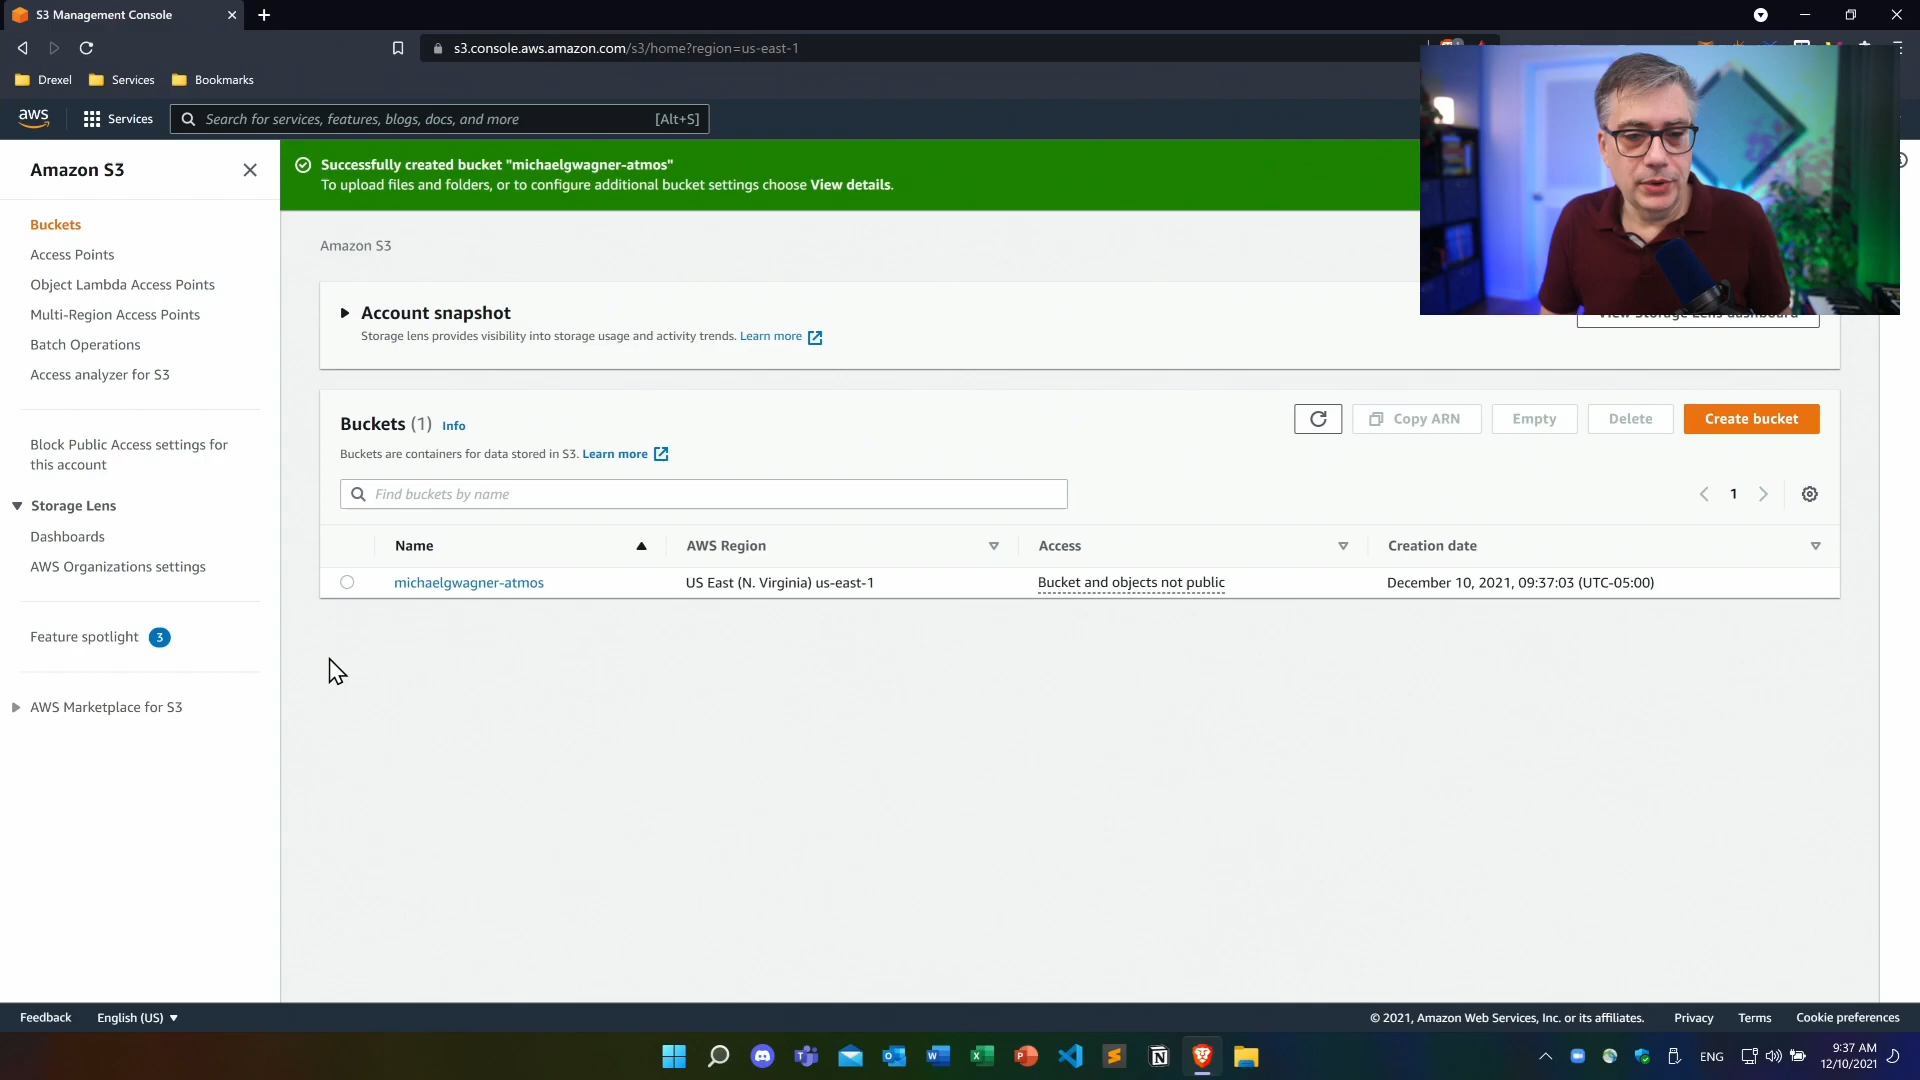 S3 Management Console
s3.console.aws.amazon.com/s3/home?region=us-east-1
Drexel
Services
Bookmarks
aws
Services
Search for services, features, blogs, docs, and more
[Alt+S]
Amazon S3
Buckets
Access Points
Object Lambda Access Points
Multi-Region Access Points
Batch Operations
Access analyzer for S3
Block Public Access settings for
this account
Storage Lens
Dashboards
AWS Organizations settings
Feature spotlight 3
AWS Marketplace for S3
Successfully created bucket "michaelgwagner-atmos"
To upload files and folders, or to configure additional bucket settings choose View details.
Amazon S3
Account snapshot
Storage lens provides visibility into storage usage and activity trends. Learn more
View Storage Lens dashboard
Buckets (1) Info
Buckets are containers for data stored in S3. Learn more
Copy ARN
Empty
Delete
Create bucket
Find buckets by name
1
Name
AWS Region
Access
Creation date
michaelgwagner-atmos
US East (N. Virginia) us-east-1
Bucket and objects not public
December 10, 2021, 09:37:03 (UTC-05:00)
Feedback
English (US)
© 2021, Amazon Web Services, Inc. or its affiliates.
Privacy
Terms
Cookie preferences
ENG
9:37 AM
12/10/2021